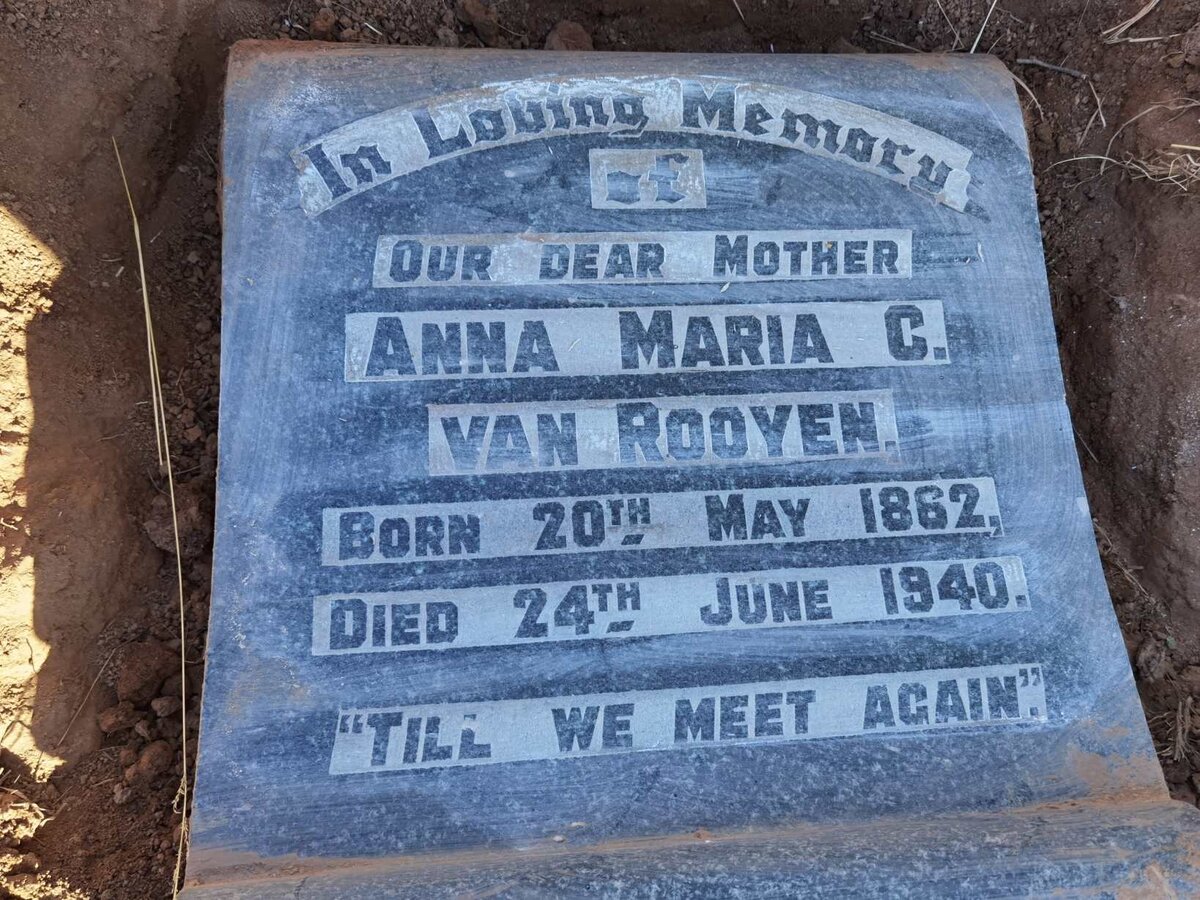 In Loving Memory
of
OUR DEAR MOTHER
ANNA MARIA C.
VAN ROOYEN.
BORN 20TH MAY 1862,
DIED 24TH JUNE 1940.
“TILL WE MEET AGAIN”.